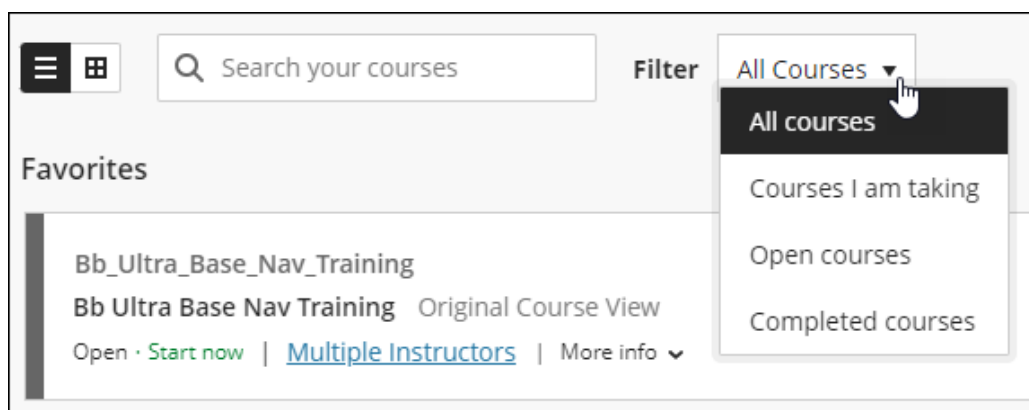 Search your courses
Filter
All Courses
All courses
Courses I am taking
Open courses
Completed courses
Favorites
Bb_Ultra_Base_Nav_Training
Bb Ultra Base Nav Training Original Course View
Open · Start now | Multiple Instructors | More info